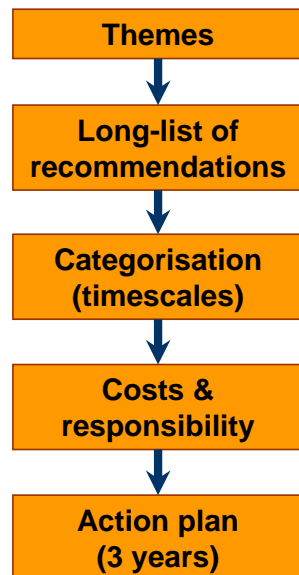 Themes
Long-list of
recommendations
Categorisation
(timescales)
Costs &
responsibility
Action plan
(3 years)